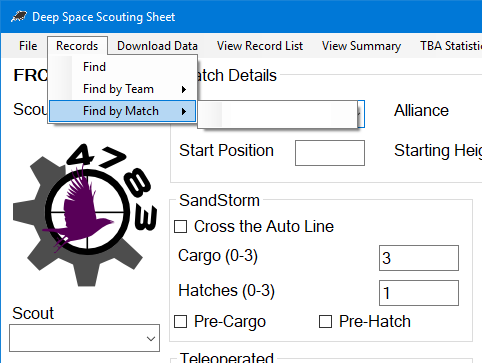 Deep Space Scouting Sheet
File Records Download Data View Record List View Summary TBA Statistic
FRO
Find
Find by Team
Find by Match
atch Details
Scou
Alliance
Start Position
Starting Heig
4783
SandStorm
Cross the Auto Line
Cargo (0-3) 3
Hatches (0-3) 1
Pre-Cargo Pre-Hatch
Scout
Teleoperated